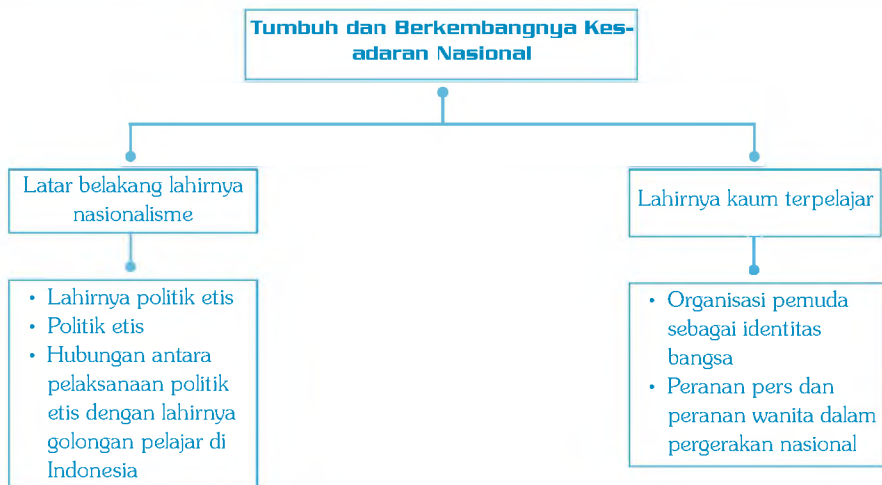 Tumbuh dan Berkembangnya Kes-
adaran Nasional
Latar belakang lahirnya
nasionalisme
• Lahirnya politik etis
• Politik etis
• Hubungan antara
pelaksanaan politik
etis dengan lahirnya
golongan pelajar di
Indonesia
Lahirnya kaum terpelajar
• Organisasi pemuda
sebagai identitas
bangsa
• Peranan pers dan
peranan wanita dalam
pergerakan nasional